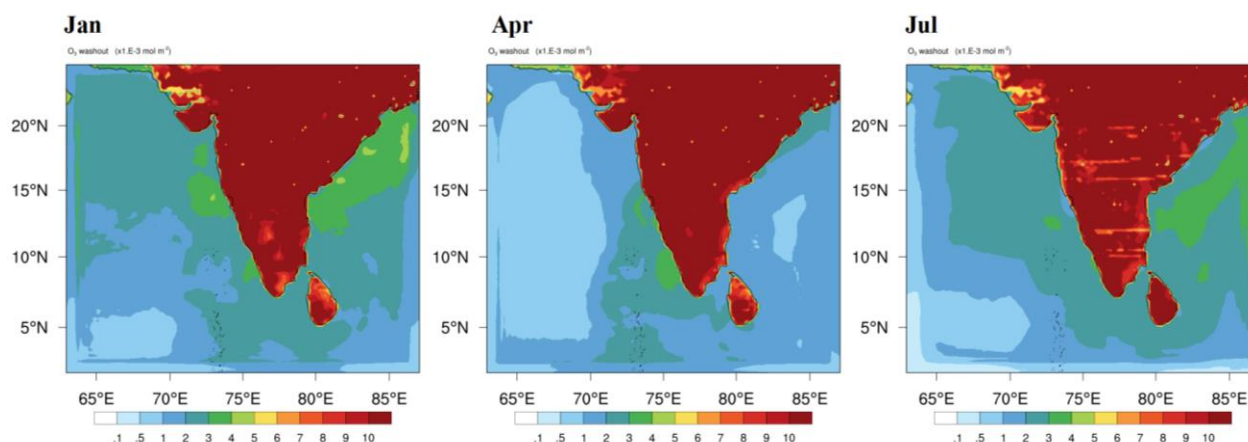 Jan
Apr
Jul
O₃ washout (x1.E-3 mol m⁻²)
O₃ washout (x1.E-3 mol m⁻²)
O₃ washout (x1.E-3 mol m⁻²)
20°N
15°N
10°N
5°N
20°N
15°N
10°N
5°N
20°N
15°N
10°N
5°N
65°E 70°E 75°E 80°E 85°E
65°E 70°E 75°E 80°E 85°E
65°E 70°E 75°E 80°E 85°E
.1 .5 1 2 3 4 5 6 7 8 9 10
.1 .5 1 2 3 4 5 6 7 8 9 10
.1 .5 1 2 3 4 5 6 7 8 9 10